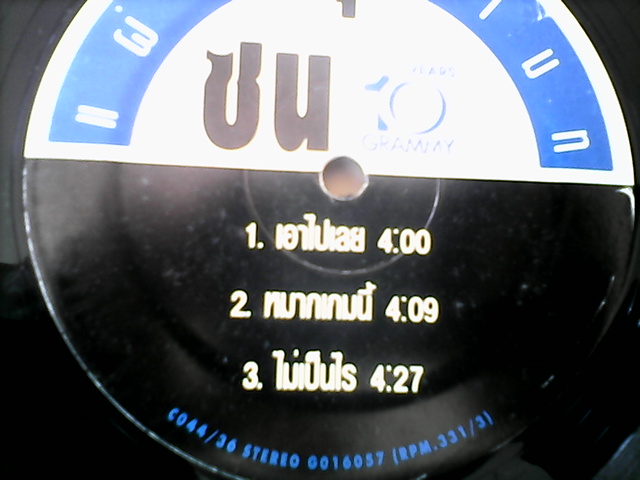 ชน
10 YEARS
GRAMMY
1. เอาไปเลย 4:00
2. หมากเกมนี้ 4:09
3. ไม่เป็นไร 4:27
C044/36 STEREO G016057 (RPM.331/3)